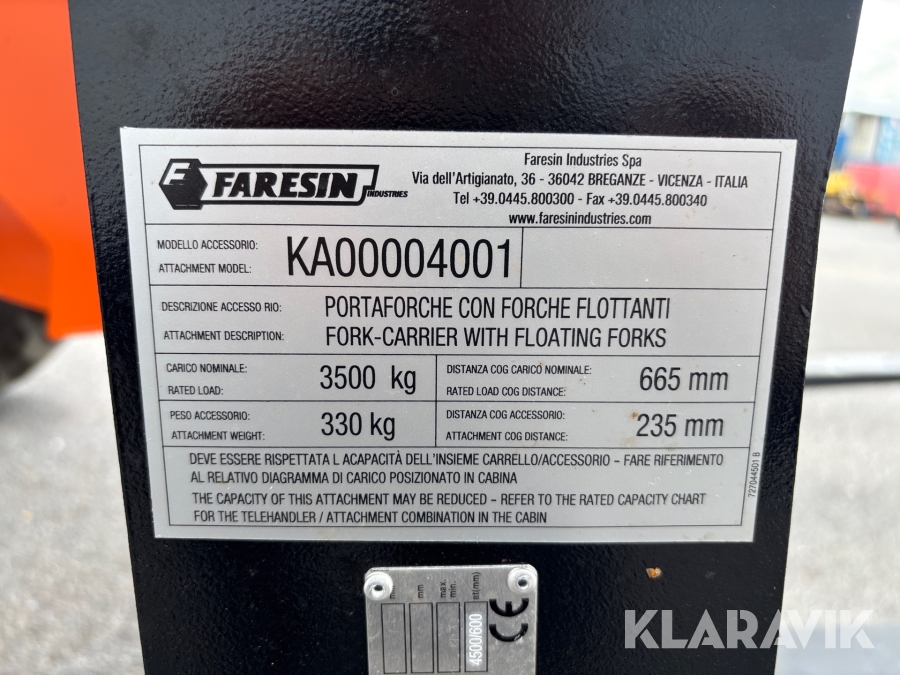 FARESIN INDUSTRIES
Faresin Industries Spa
Via dell'Artigianato, 36 - 36042 BREGANZE - VICENZA - ITALIA
Tel +39.0445.800300 - Fax +39.0445.800340
www.faresinindustries.com
MODELLO ACCESSORIO:
ATTACHMENT MODEL:
KA00004001
DESCRIZIONE ACCESSO RIO:
PORTAFORCHE CON FORCHE FLOTTANTI
ATTACHMENT DESCRIPTION:
FORK-CARRIER WITH FLOATING FORKS
CARICO NOMINALE:
RATED LOAD:
3500 kg
DISTANZA COG CARICO NOMINALE:
RATED LOAD COG DISTANCE:
665 mm
PESO ACCESSORIO:
ATTACHMENT WEIGHT:
330 kg
DISTANZA COG ACCESSORIO:
ATTACHMENT COG DISTANCE:
235 mm
DEVE ESSERE RISPETTATA L ACAPACITÀ DELL'INSIEME CARRELLO/ACCESSORIO - FARE RIFERIMENTO
AL RELATIVO DIAGRAMMA DI CARICO POSIZIONATO IN CABINA
THE CAPACITY OF THIS ATTACHMENT MAY BE REDUCED - REFER TO THE RATED CAPACITY CHART
FOR THE TELEHANDLER / ATTACHMENT COMBINATION IN THE CABIN
727044501 B
mm
max.
min.
4500/600
CE
KLARAVIK